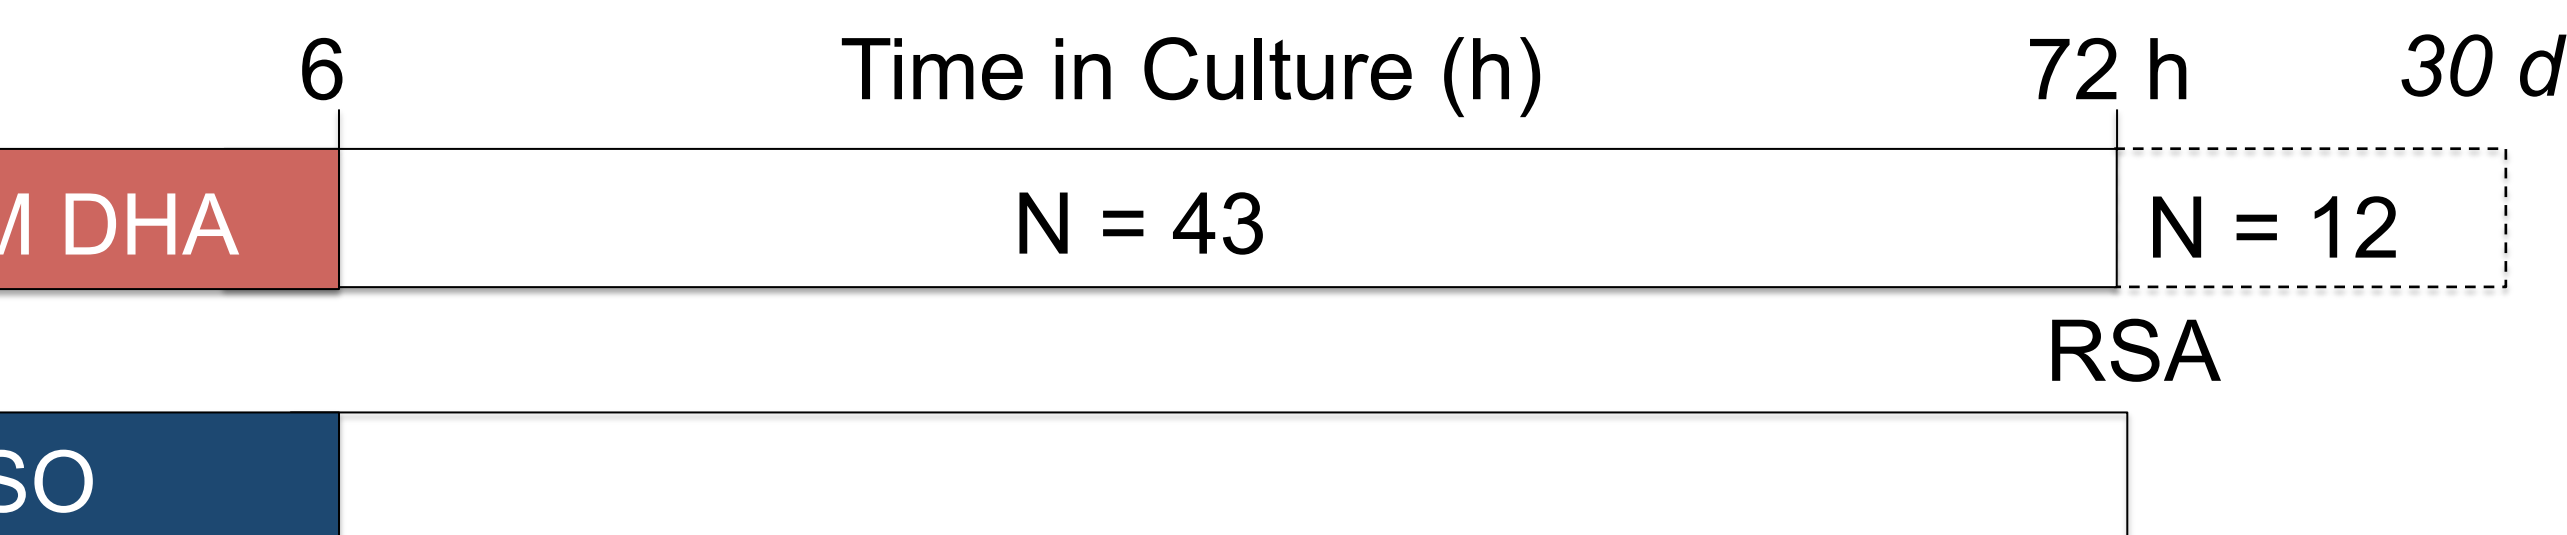 6 Time in Culture (h) 72 h 30 d
DHA N = 43 N = 12
RSA